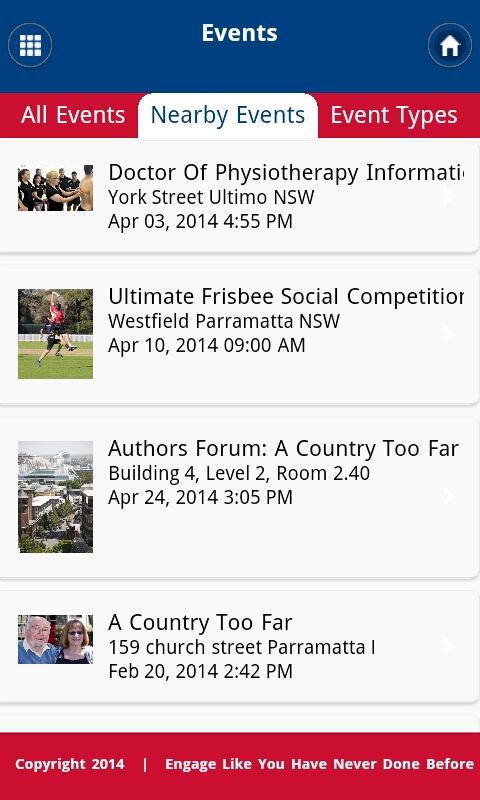 Events
All Events
Nearby Events
Event Types
Doctor Of Physiotherapy Informati
York Street Ultimo NSW
Apr 03, 2014 4:55 PM
Ultimate Frisbee Social Competition
Westfield Parramatta NSW
Apr 10, 2014 09:00 AM
Authors Forum: A Country Too Far
Building 4, Level 2, Room 2.40
Apr 24, 2014 3:05 PM
A Country Too Far
159 church street Parramatta
Feb 20, 2014 2:42 PM
Copyright 2014 | Engage Like You Have Never Done Before